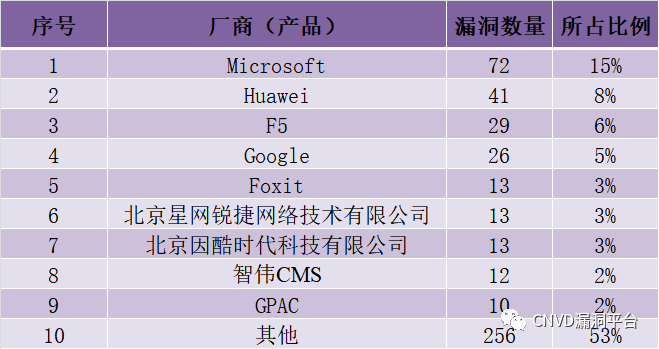 序号 厂商（产品） 漏洞数量 所占比例
1 Microsoft 72 15%
2 Huawei 41 8%
3 F5 29 6%
4 Google 26 5%
5 Foxit 13 3%
6 北京星网锐捷网络技术有限公司 13 3%
7 北京因酷时代科技有限公司 13 3%
8 智伟CMS 12 2%
9 GPAC 10 2%
10 其他 256 53%
CNVD漏洞平台